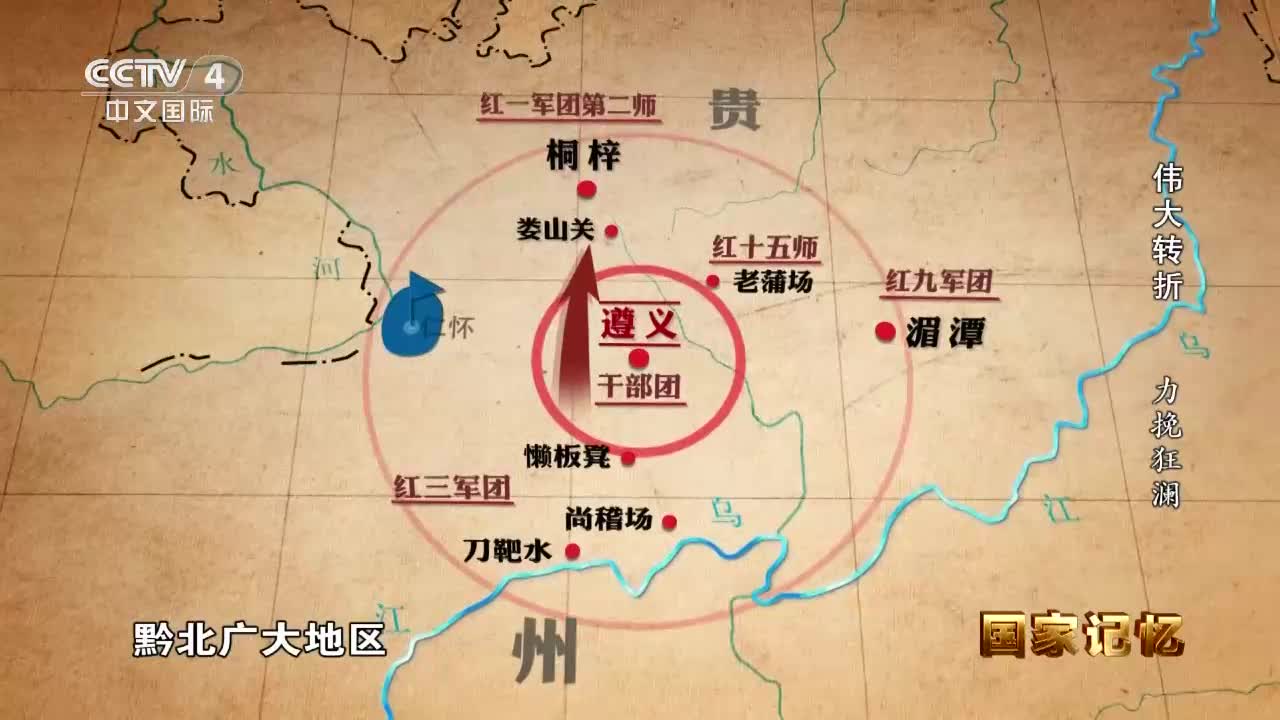 CCTV 4
中文国际
红一军团第二师
贵
桐梓
水
娄山关
红十五师
老蒲场
河
红九军团
仁怀
遵义
湄潭
乌
干部团
懒板凳
红三军团
尚稽场
乌
江
刀靶水
江
州
黔北广大地区
伟大转折 力挽狂澜
国家记忆